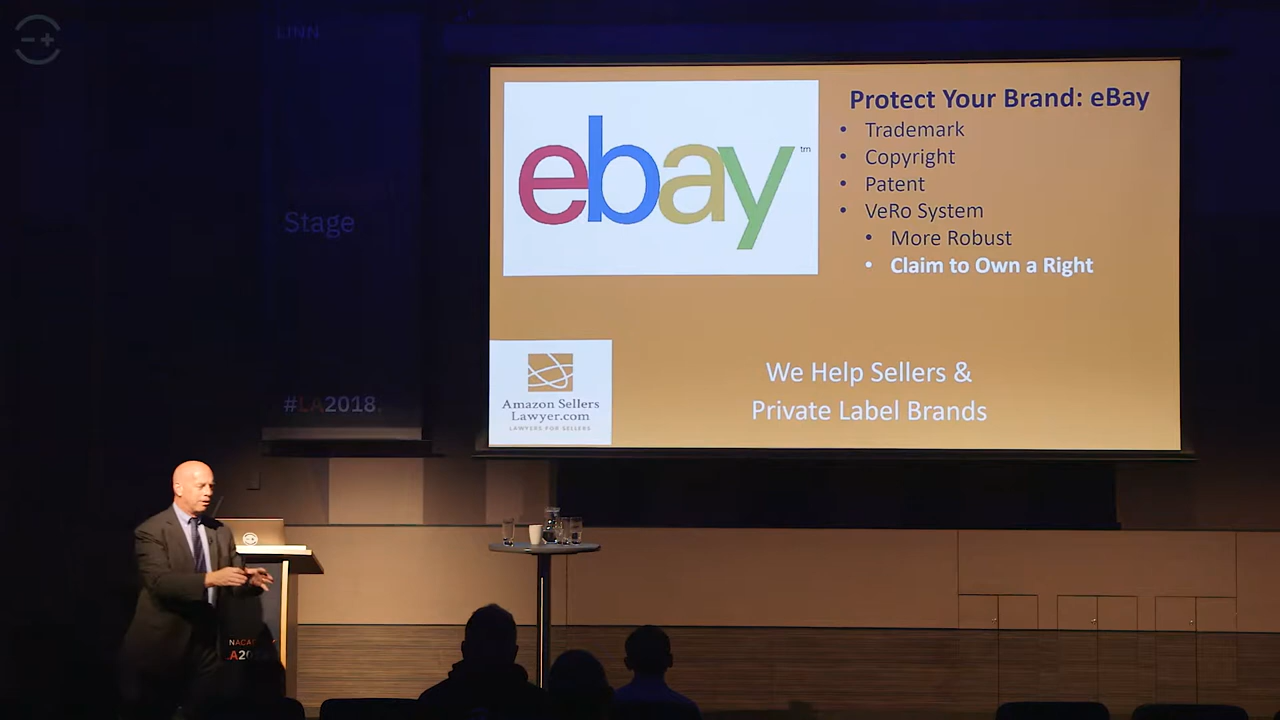 LINN
Stage
#LA2018
ebay
tm
Protect Your Brand: eBay
• Trademark
• Copyright
• Patent
• VeRo System
• More Robust
• Claim to Own a Right
Amazon Sellers
Lawyer.com
LAWYERS FOR SELLERS
We Help Sellers &
Private Label Brands